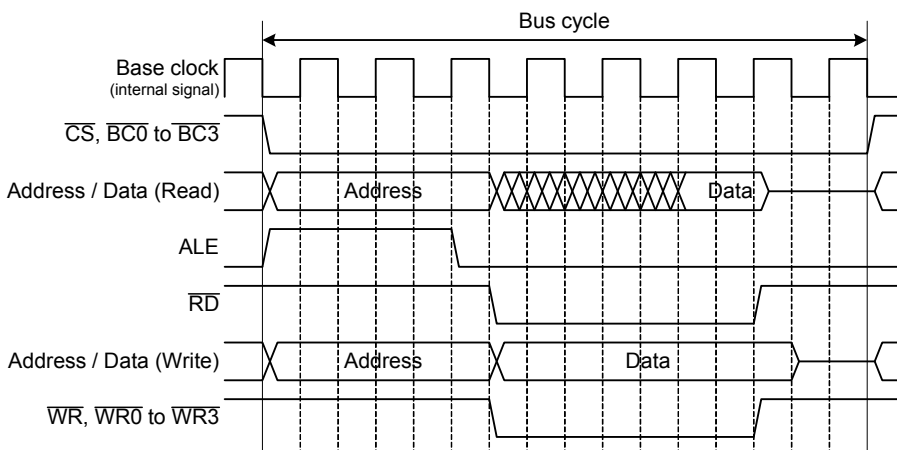 Bus cycle
Base clock
(internal signal)
CS, BC0 to BC3
Address / Data (Read)
Address
Data
ALE
RD
Address / Data (Write)
Address
Data
WR, WR0 to WR3